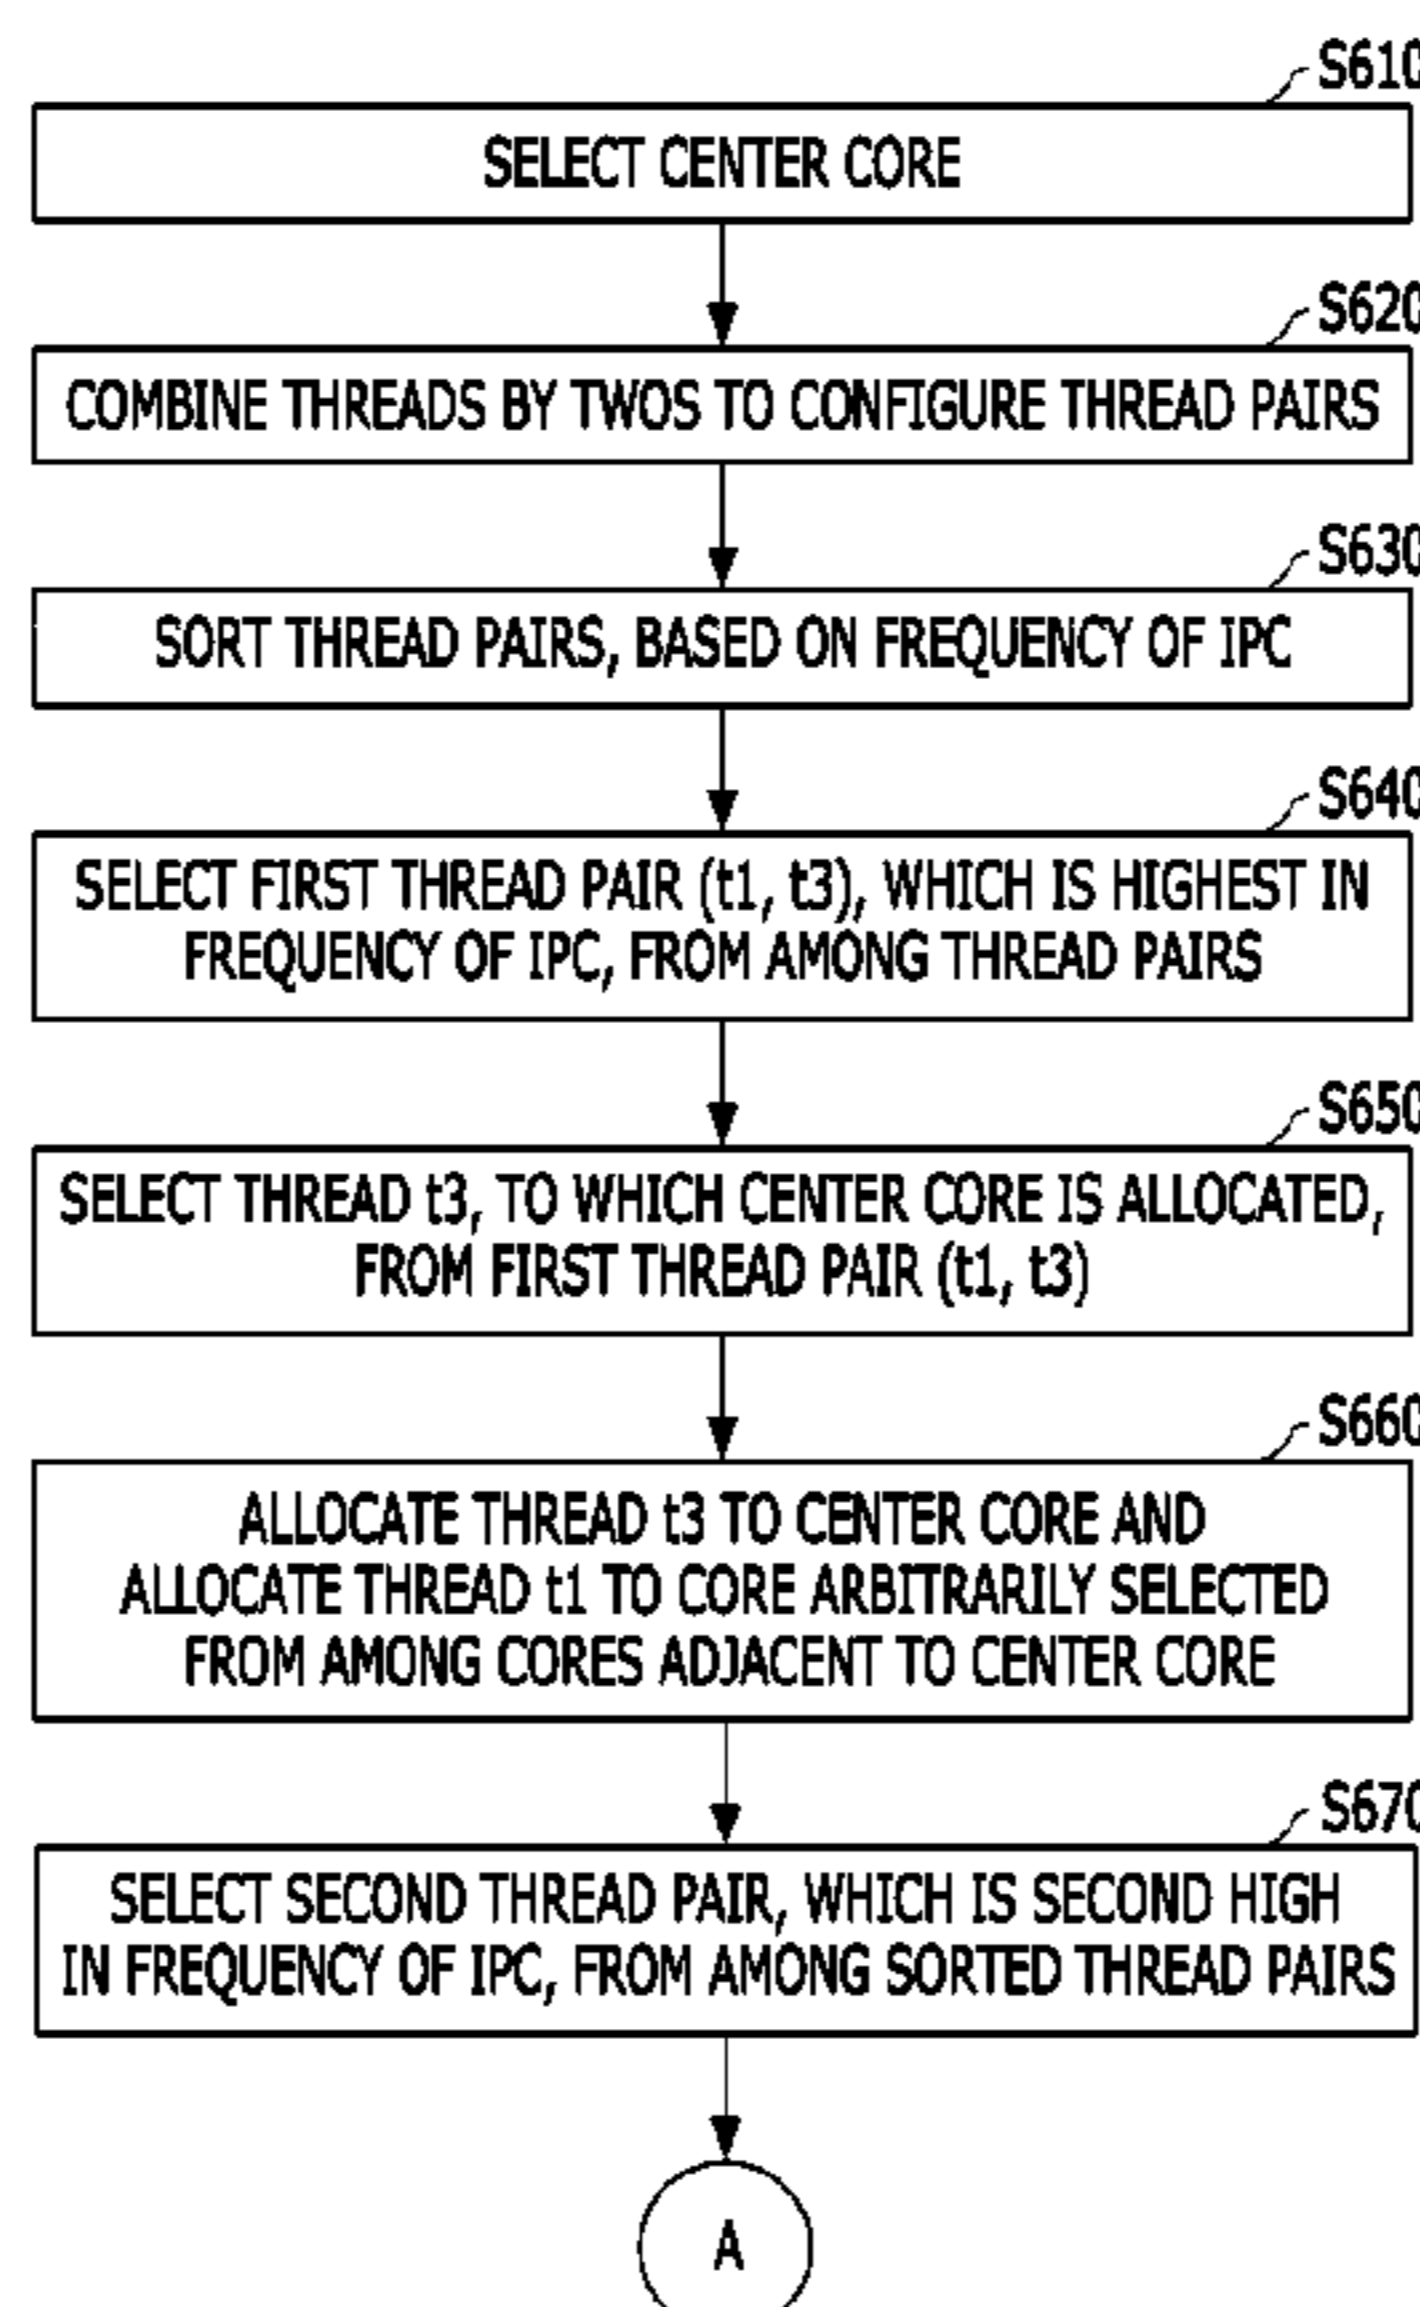 S610
SELECT CENTER CORE
S620
COMBINE THREADS BY TWOS TO CONFIGURE THREAD PAIRS
S630
SORT THREAD PAIRS, BASED ON FREQUENCY OF IPC
S640
SELECT FIRST THREAD PAIR (t1, t3), WHICH IS HIGHEST IN
FREQUENCY OF IPC, FROM AMONG THREAD PAIRS
S650
SELECT THREAD t3, TO WHICH CENTER CORE IS ALLOCATED,
FROM FIRST THREAD PAIR (t1, t3)
S660
ALLOCATE THREAD t3 TO CENTER CORE AND
ALLOCATE THREAD t1 TO CORE ARBITRARILY SELECTED
FROM AMONG CORES ADJACENT TO CENTER CORE
S670
SELECT SECOND THREAD PAIR, WHICH IS SECOND HIGH
IN FREQUENCY OF IPC, FROM AMONG SORTED THREAD PAIRS
A